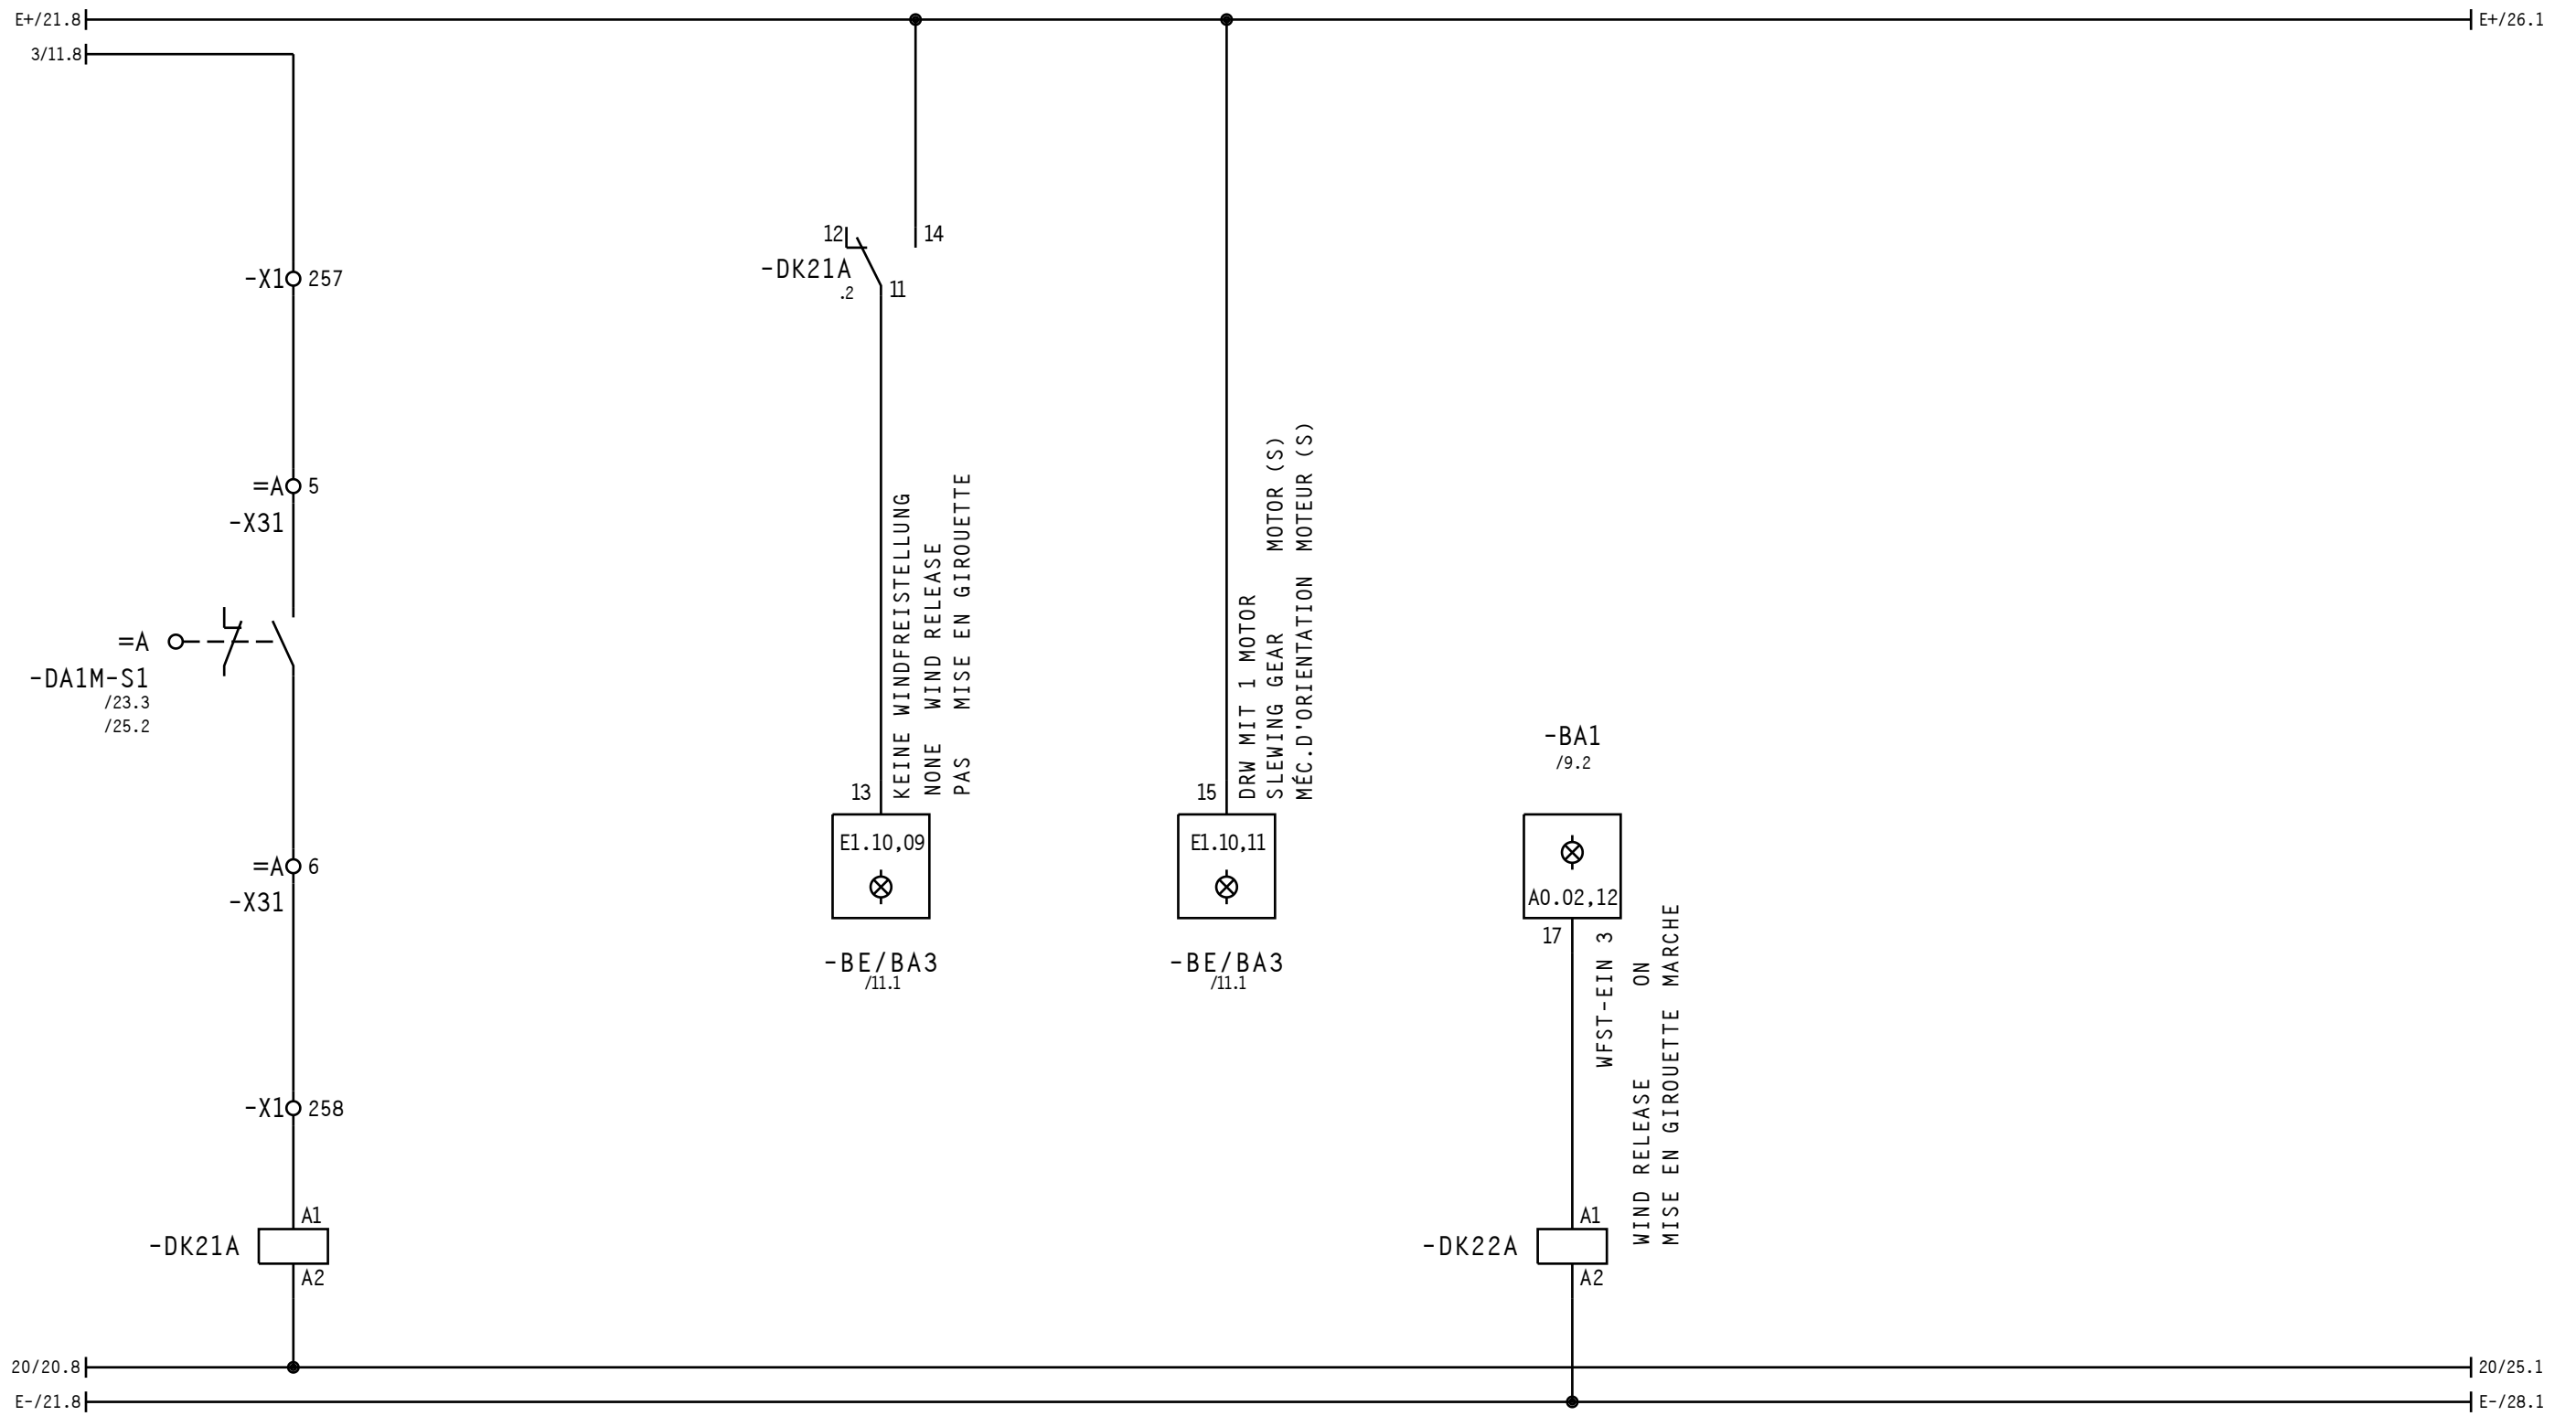 E+/21.8
E+/26.1
3/11.8
12
14
-DK21A
.2
11
-X1
257
=A
5
-X31
=A
-DA1M-S1
/23.3
/25.2
KEINE WINDFREISTELLUNG
NONE WIND RELEASE
PAS MISE EN GIROUETTE
DRW MIT 1 MOTOR
SLEWING GEAR MOTOR (S)
MÉC.D'ORIENTATION MOTEUR (S)
-BA1
/9.2
13
15
E1.10,09
E1.10,11
A0.02,12
=A
6
-X31
17
-BE/BA3
/11.1
-BE/BA3
/11.1
WFST-EIN 3
WIND RELEASE ON
MISE EN GIROUETTE MARCHE
-X1
258
A1
-DK21A
A2
A1
-DK22A
A2
20/20.8
20/25.1
E-/21.8
E-/28.1